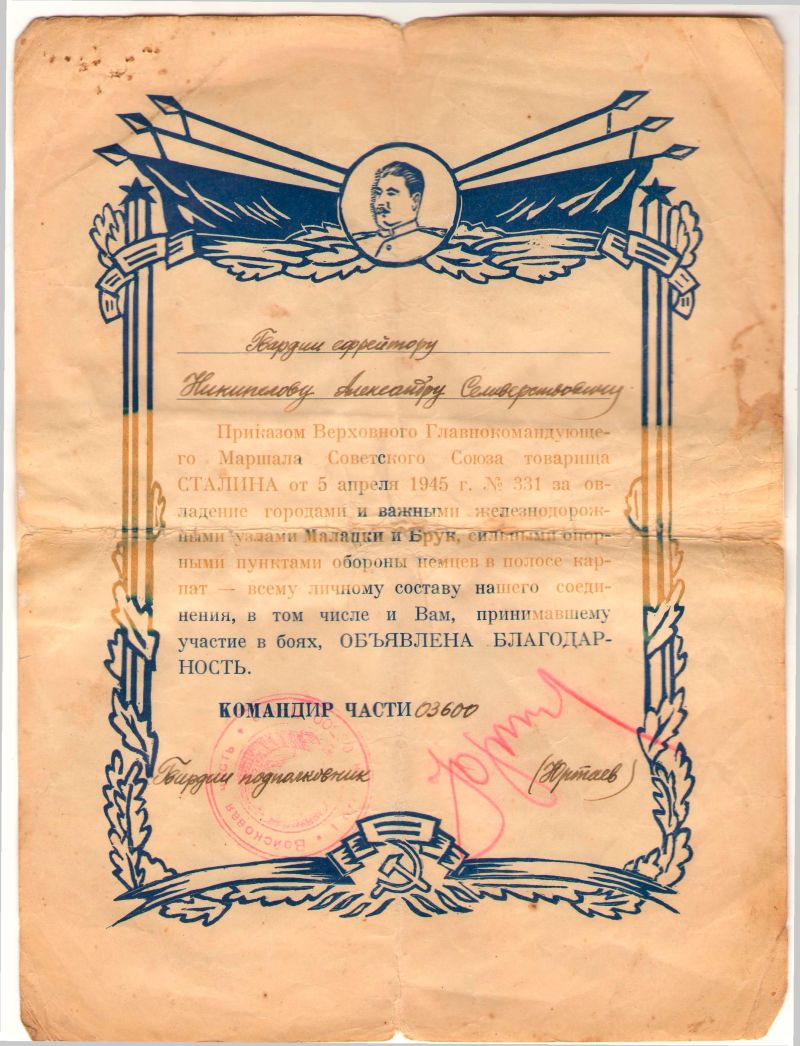 Гвардии ефрейтору
Никипелову Александру Селиверстовичу
Приказом Верховного Главнокомандующе-
го Маршала Советского Союза товарища
СТАЛИНА от 5 апреля 1945 г. № 331 за ов-
ладение городами и важными железнодорож-
ными узлами Малацки и Брук, сильными опор-
ными пунктами обороны немцев в полосе кар-
пат — всему личному составу нашего соеди-
нения, в том числе и Вам, принимавшему
участие в боях, ОБЪЯВЛЕНА БЛАГОДАР-
НОСТЬ.
КОМАНДИР ЧАСТИ 03600
Гвардии подполковник (Юртаев)
Войсковая часть